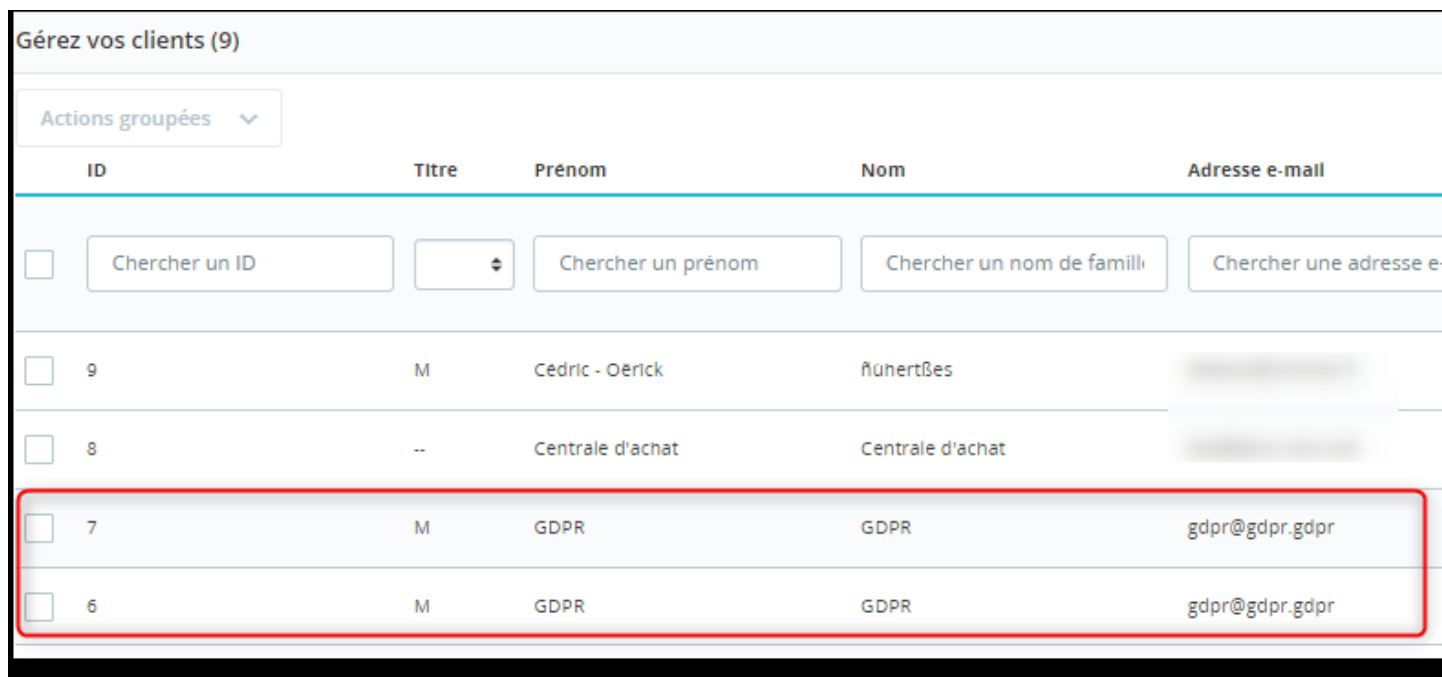 Gérez vos clients (9)
Actions groupées
ID Titre Prénom Nom Adresse e-mail
Chercher un ID Chercher un prénom Chercher un nom de famill Chercher une adresse e-
9 M Cédric - Oërick ñühertßes
8 -- Centrale d'achat Centrale d'achat
7 M GDPR GDPR gdpr@gdpr.gdpr
6 M GDPR GDPR gdpr@gdpr.gdpr